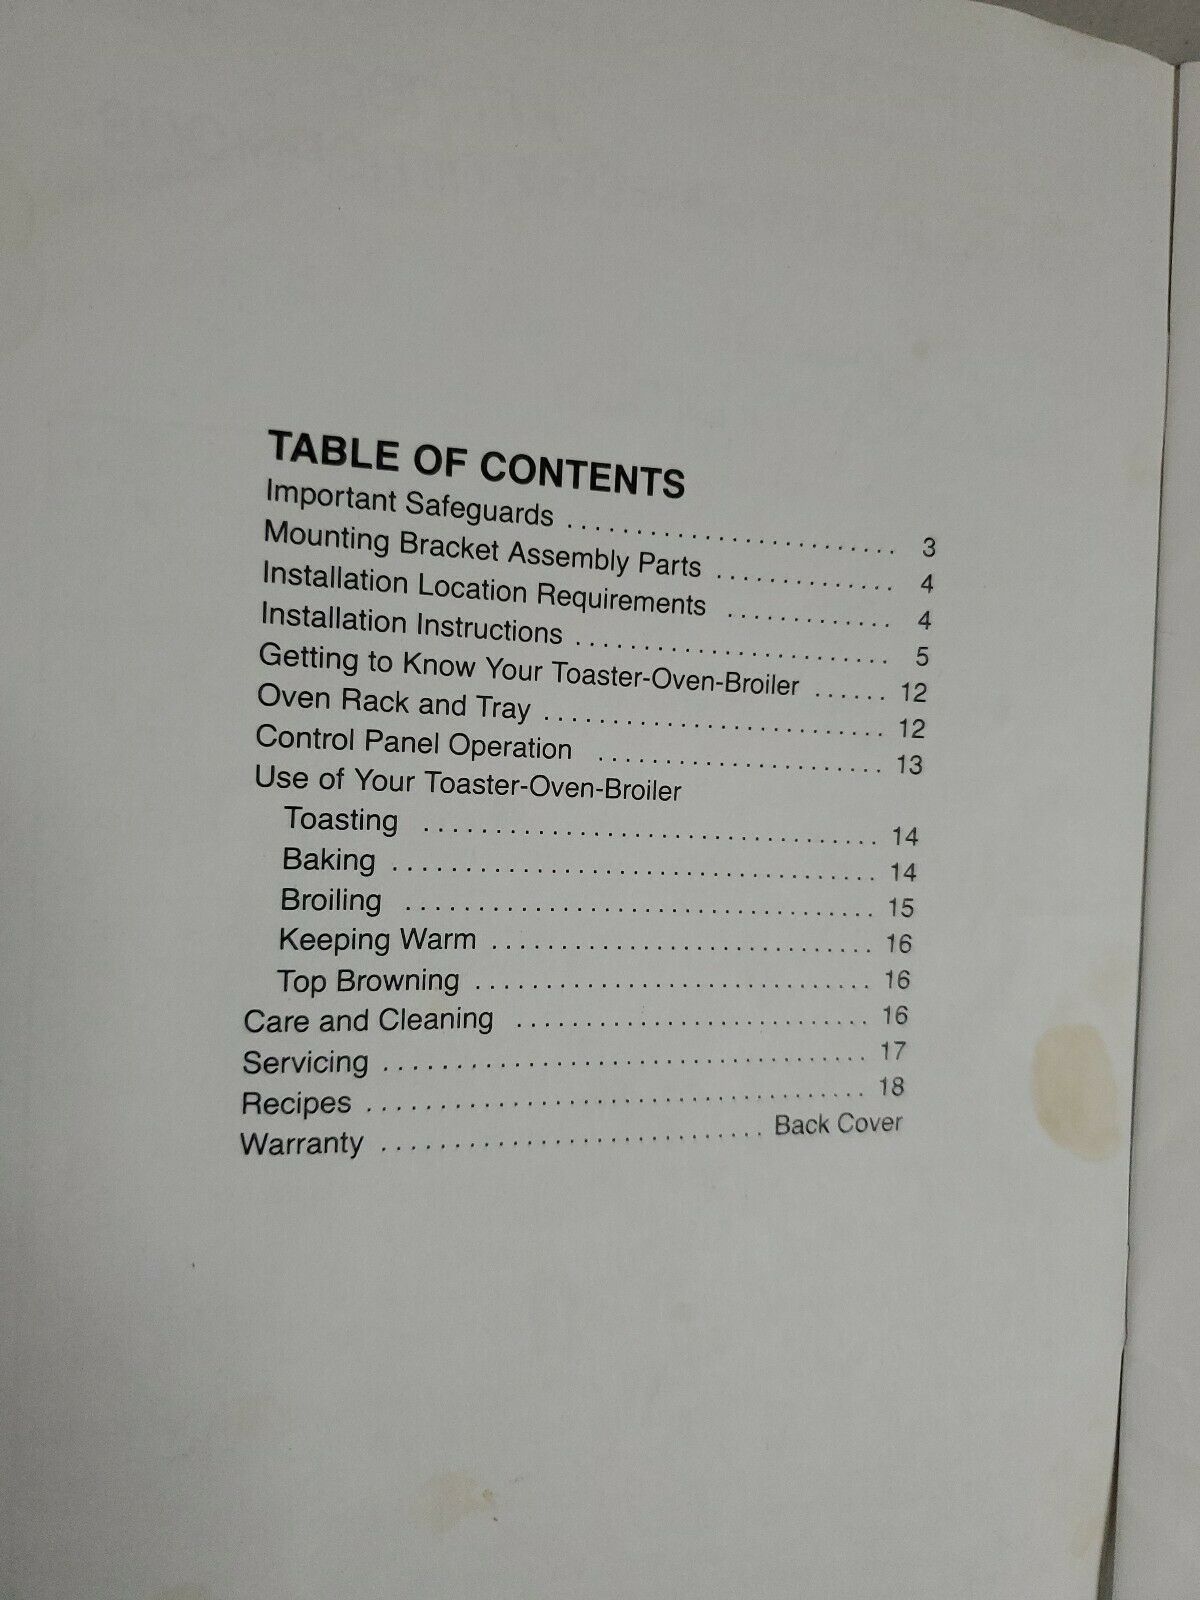 TABLE OF CONTENTS
Important Safeguards .......................... 3
Mounting Bracket Assembly Parts .............. 4
Installation Location Requirements ............. 4
Installation Instructions ........................ 5
Getting to Know Your Toaster-Oven-Broiler ...... 12
Oven Rack and Tray .......................... 12
Control Panel Operation ...................... 13
Use of Your Toaster-Oven-Broiler
Toasting ................................ 14
Baking .................................. 14
Broiling ................................. 15
Keeping Warm ............................ 16
Top Browning ............................. 16
Care and Cleaning ........................... 16
Servicing .................................. 17
Recipes ................................... 18
Warranty ........................... Back Cover